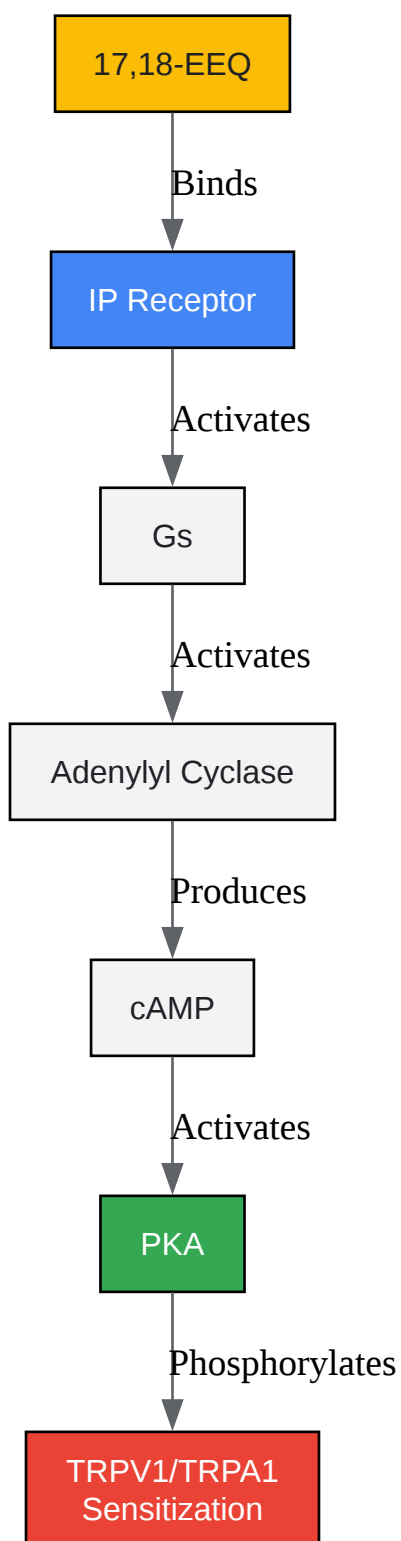 17,18-EEQ
Binds
IP Receptor
Activates
Gs
Activates
Adenylyl Cyclase
Produces
cAMP
Activates
PKA
Phosphorylates
TRPV1/TRPA1
Sensitization